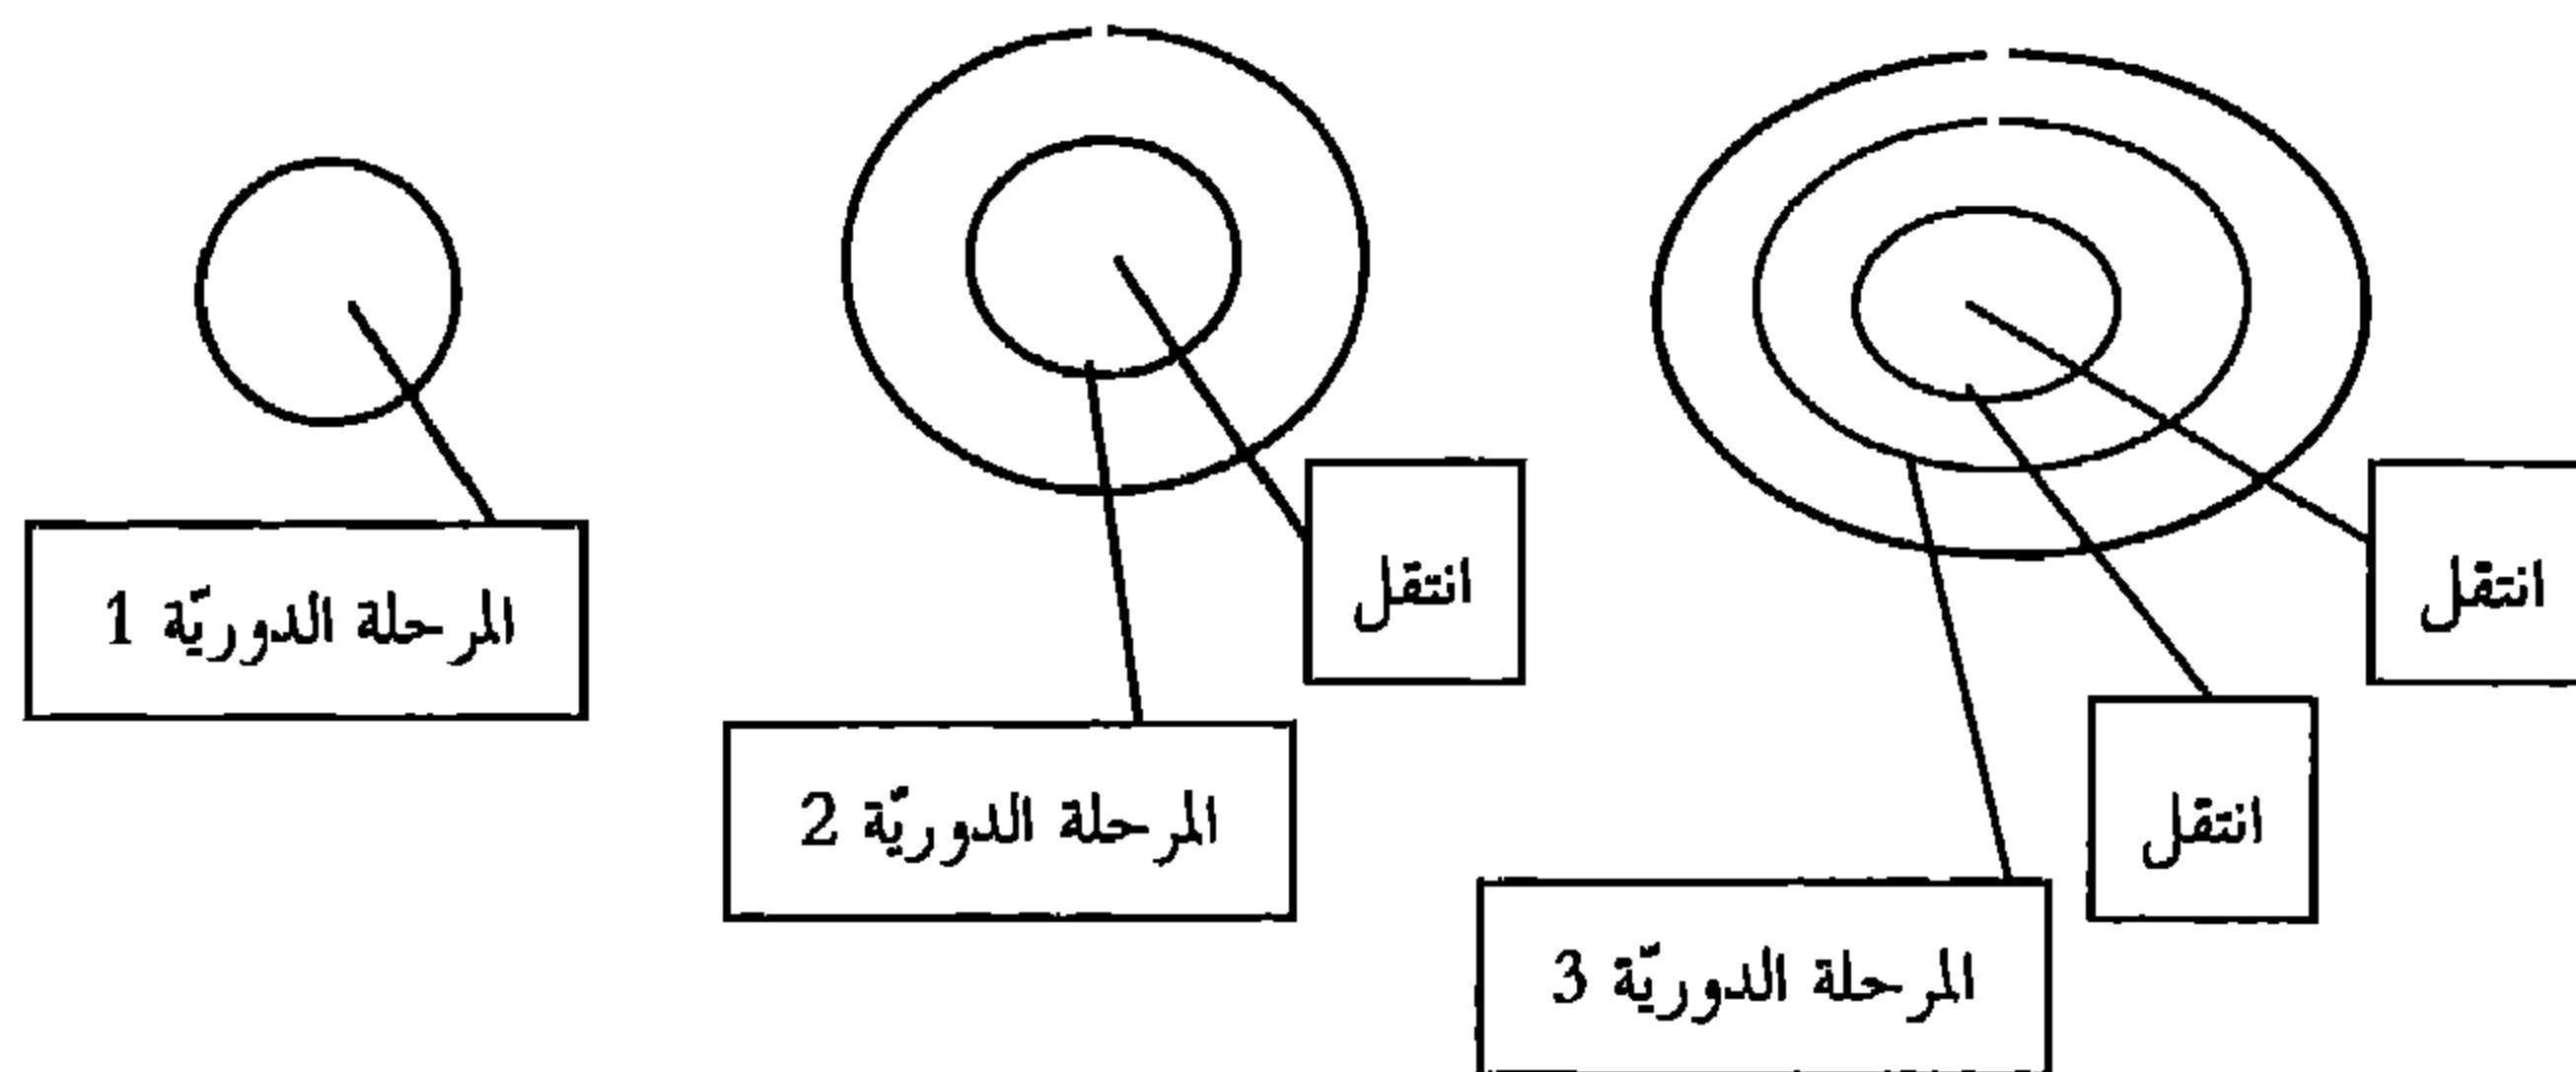 المرحلة الدوريّة 1
انتقل
المرحلة الدوريّة 2
انتقل
انتقل
المرحلة الدوريّة 3